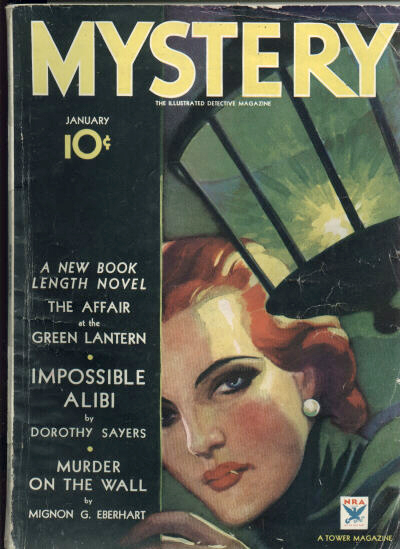 MYSTERY
THE ILLUSTRATED DETECTIVE MAGAZINE
JANUARY
10¢
A NEW BOOK
LENGTH NOVEL
THE AFFAIR
at the
GREEN LANTERN
•
IMPOSSIBLE
ALIBI
by
DOROTHY SAYERS
•
MURDER
ON THE WALL
by
MIGNON G. EBERHART
NRA
A TOWER MAGAZINE